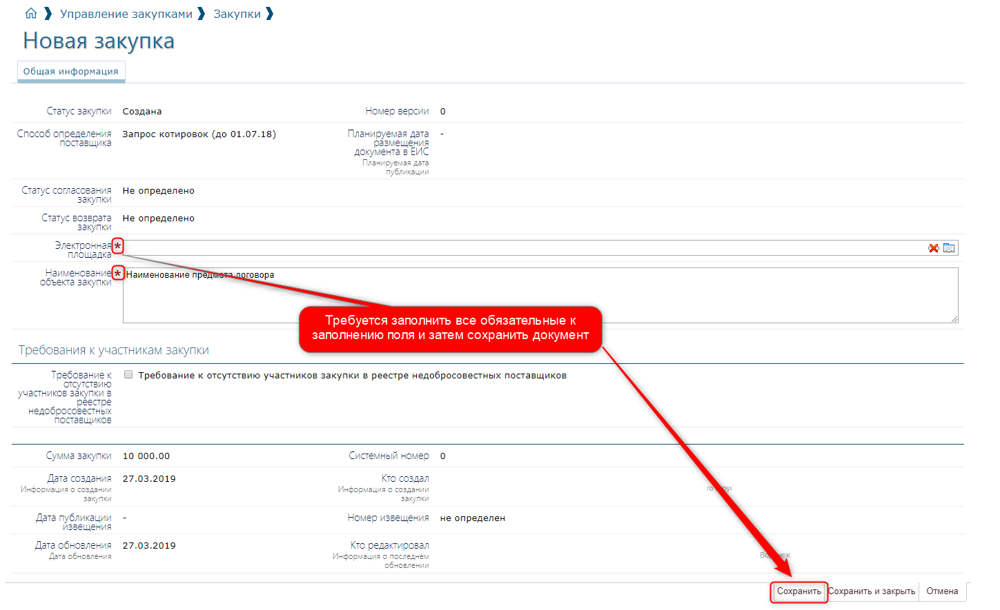 Управление закупками Закупки
Новая закупка
Общая информация
Статус закупки Создана Номер версии 0
Способ определения
поставщика
Запрос котировок (до 01.07.18)
Планируемая дата
размещения
документа в ЕИС
Планируемая дата
публикации
-
Статус согласования
закупки
Не определено
Статус возврата
закупки
Не определено
Электронная
площадка
*
Наименование
объекта закупки
*
Наименование предмета договора
Требуется заполнить все обязательные к
заполнению поля и затем сохранить документ
Требования к участникам закупки
Требование к
отсутствию
участников закупки в
реестре
недобросовестных
поставщиков
Требование к отсутствию участников закупки в реестре недобросовестных поставщиков
Сумма закупки 10 000.00 Системный номер 0
Дата создания 27.03.2019
Информация о создании
закупки
Кто создал
Информация о создании
закупки
Дата публикации
извещения
-
Номер извещения не определен
Дата обновления 27.03.2019
Дата обновления
Кто редактировал
Информация о последнем
обновлении
Сохранить Сохранить и закрыть Отмена